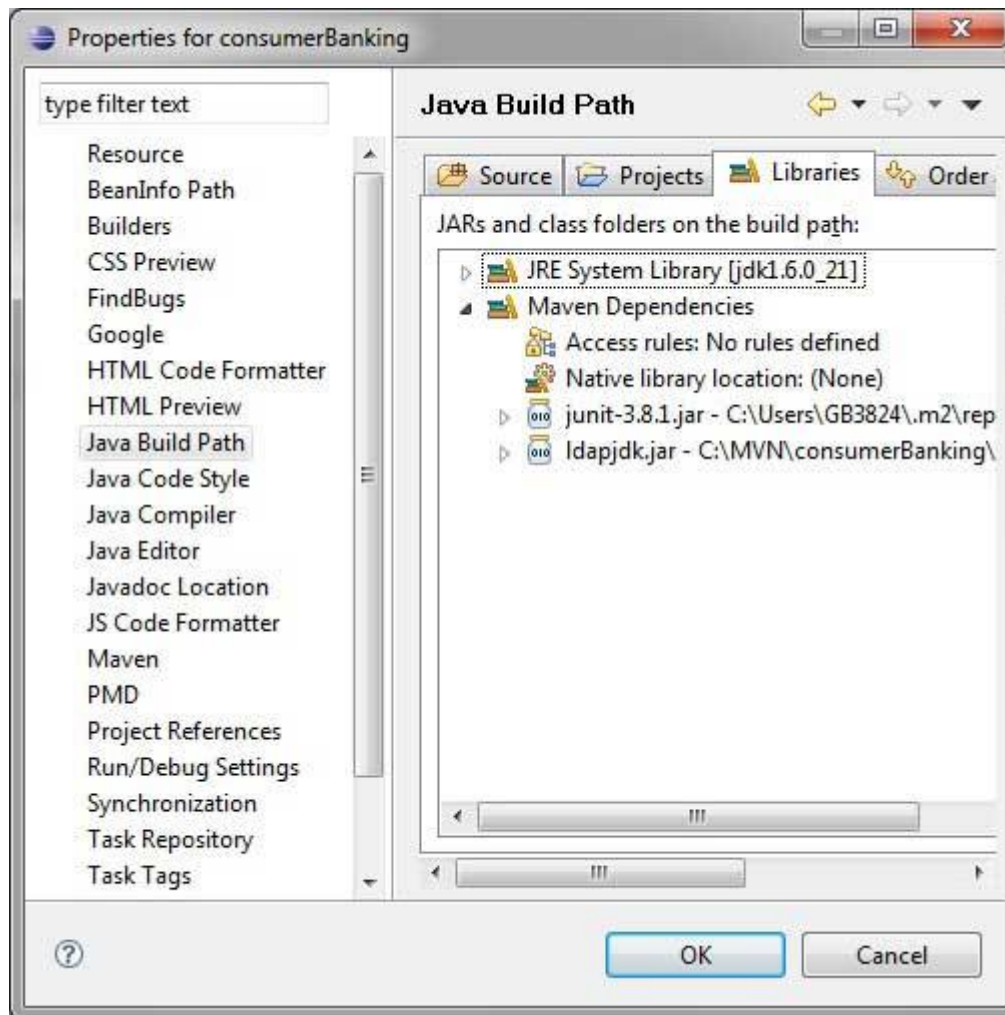 Properties for consumerBanking
type filter text
Resource
BeanInfo Path
Builders
CSS Preview
FindBugs
Google
HTML Code Formatter
HTML Preview
Java Build Path
Java Code Style
Java Compiler
Java Editor
Javadoc Location
JS Code Formatter
Maven
PMD
Project References
Run/Debug Settings
Synchronization
Task Repository
Task Tags
Java Build Path
Source Projects Libraries Order
JARs and class folders on the build path:
JRE System Library [jdk1.6.0_21]
Maven Dependencies
Access rules: No rules defined
Native library location: (None)
junit-3.8.1.jar - C:\Users\GB3824\.m2\rep
ldapjdk.jar - C:\MVN\consumerBanking\
OK Cancel